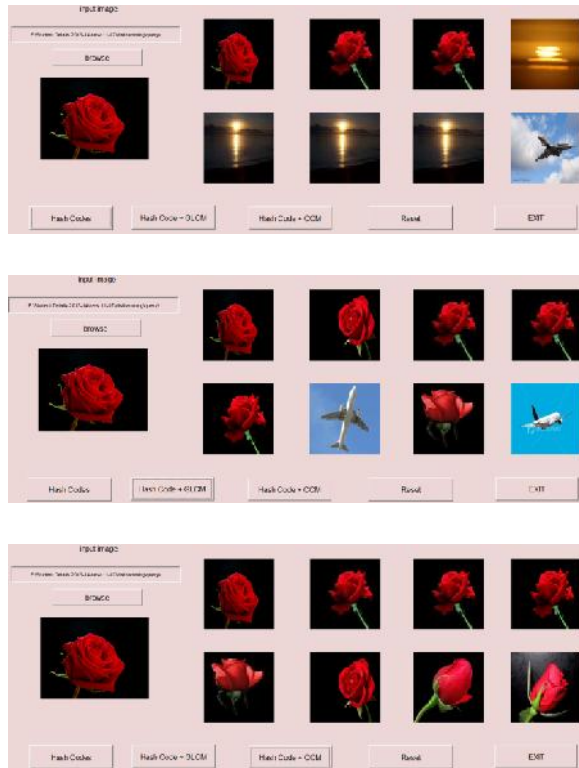 input image
browse
Hash Codes
Hash Code + GLCM
Hash Code + CCM
Reset
EXIT
input image
browse
Hash Codes
Hash Code + GLCM
Hash Code + CCM
Reset
EXIT
input image
browse
Hash Codes
Hash Code + GLCM
Hash Code + CCM
Reset
EXIT